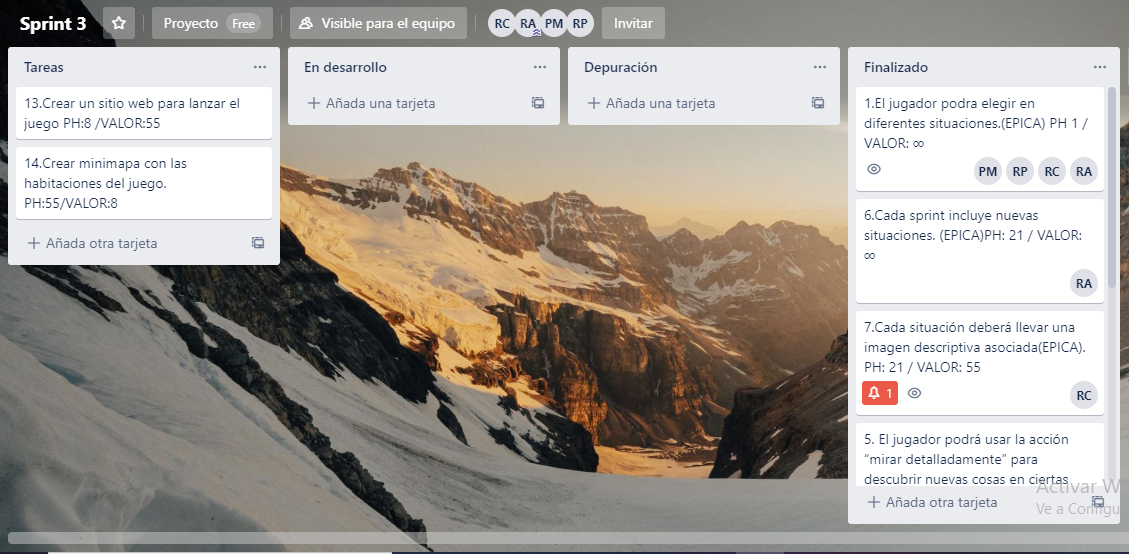 Sprint 3
Proyecto Free
Visible para el equipo
RC RA PM RP
Invitar
Tareas
13.Crear un sitio web para lanzar el
juego PH:8 /VALOR:55
14.Crear minimapa con las
habitaciones del juego.
PH:55/VALOR:8
+ Añada otra tarjeta
En desarrollo
+ Añada una tarjeta
Depuración
+ Añada una tarjeta
Finalizado
1.El jugador podra elegir en
diferentes situaciones.(EPICA) PH 1 /
VALOR: ∞
PM RP RC RA
6.Cada sprint incluye nuevas
situaciones. (EPICA)PH: 21 / VALOR:
∞
RA
7.Cada situación deberá llevar una
imagen descriptiva asociada(EPICA).
PH: 21 / VALOR: 55
1
RC
5. El jugador podrá usar la acción
“mirar detalladamente” para
descubrir nuevas cosas en ciertas
+ Añada otra tarjeta
Activar W
Ve a Configu